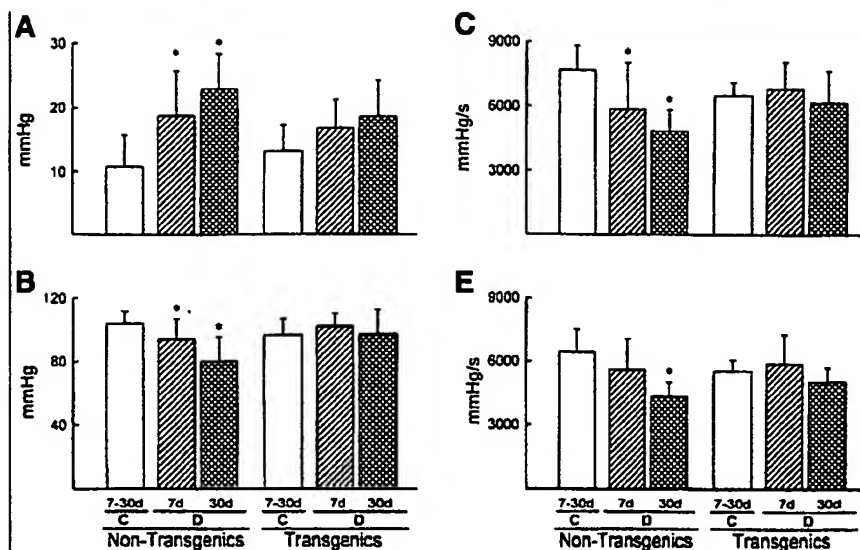 A
30
*
*
20
mmHg
10
B
120
*
*
80
mmHg
40
7-30d 7d 30d 7-30d 7d 30d
C D C D
Non-Transgenics Transgenics
C
9000
*
*
6000
mmHg/s
3000
E
9000
*
6000
mmHg/s
3000
7-30d 7d 30d 7-30d 7d 30d
C D C D
Non-Transgenics Transgenics